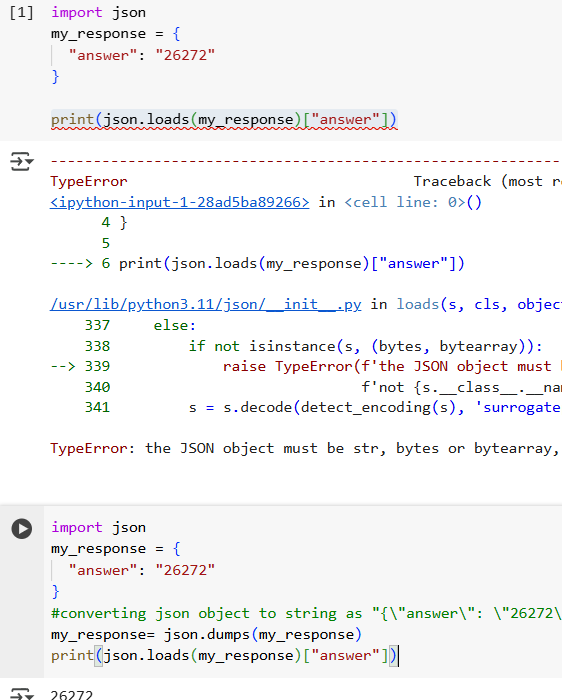 [1] import json
my_response = {
"answer": "26272"
}
print(json.loads(my_response)["answer"])
---------------------------------------------------------
TypeError Traceback (most r
<ipython-input-1-28ad5ba89266> in <cell line: 0>()
4 }
5
----> 6 print(json.loads(my_response)["answer"])
/usr/lib/python3.11/json/__init__.py in loads(s, cls, objec
337 else:
338 if not isinstance(s, (bytes, bytearray)):
--> 339 raise TypeError(f'the JSON object must
340 f'not {s.__class__.__na
341 s = s.decode(detect_encoding(s), 'surrogate
TypeError: the JSON object must be str, bytes or bytearray,
import json
my_response = {
"answer": "26272"
}
#converting json object to string as "{\"answer\": \"26272\
my_response= json.dumps(my_response)
print(json.loads(my_response)["answer"])
26272